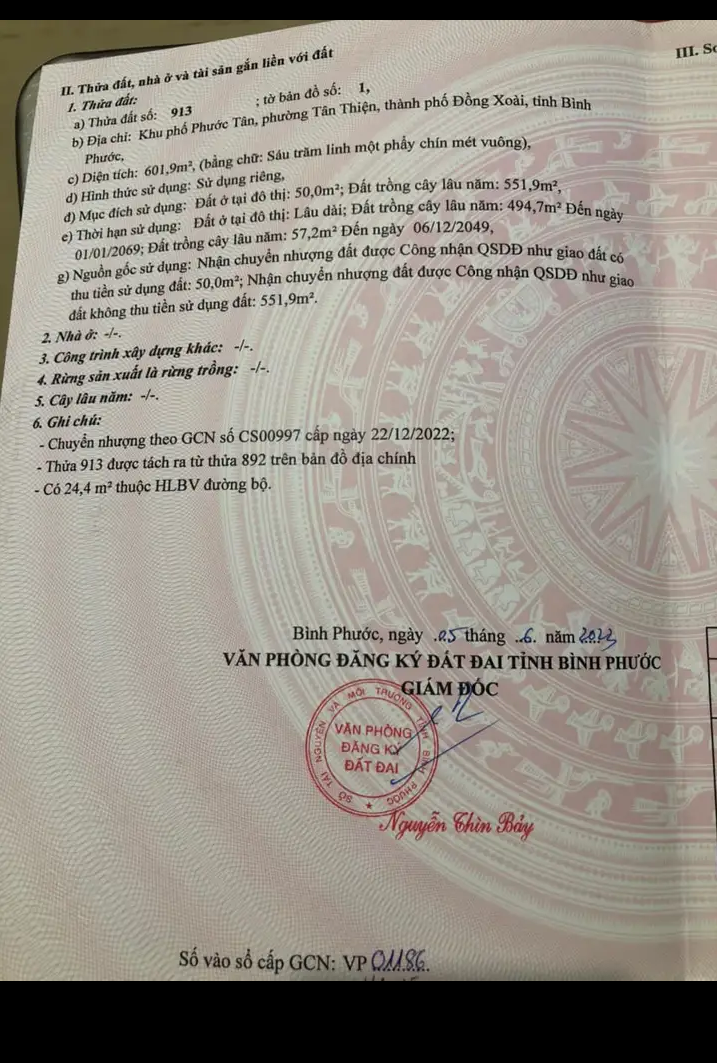 II. Thửa đất, nhà ở và tài sản gắn liền với đất
1. Thửa đất:
a) Thửa đất số: 913 ; tờ bản đồ số: 1,
b) Địa chỉ: Khu phố Phước Tân, phường Tân Thiện, thành phố Đồng Xoài, tỉnh Bình
Phước,
c) Diện tích: 601,9m², (bằng chữ: Sáu trăm linh một phẩy chín mét vuông),
d) Hình thức sử dụng: Sử dụng riêng,
đ) Mục đích sử dụng: Đất ở tại đô thị: 50,0m²; Đất trồng cây lâu năm: 551,9m²,
e) Thời hạn sử dụng: Đất ở tại đô thị: Lâu dài; Đất trồng cây lâu năm: 494,7m² Đến ngày
01/01/2069; Đất trồng cây lâu năm: 57,2m² Đến ngày 06/12/2049,
g) Nguồn gốc sử dụng: Nhận chuyển nhượng đất được Công nhận QSDĐ như giao đất có
thu tiền sử dụng đất: 50,0m²; Nhận chuyển nhượng đất được Công nhận QSDĐ như giao
đất không thu tiền sử dụng đất: 551,9m².
2. Nhà ở: -/-.
3. Công trình xây dựng khác: -/-.
4. Rừng sản xuất là rừng trồng: -/-.
5. Cây lâu năm: -/-.
6. Ghi chú:
- Chuyển nhượng theo GCN số CS00997 cấp ngày 22/12/2022;
- Thửa 913 được tách ra từ thửa 892 trên bản đồ địa chính
- Có 24,4 m² thuộc HLBV đường bộ.
III.
Bình Phước, ngày 05 tháng 6 năm 2023
VĂN PHÒNG ĐĂNG KÝ ĐẤT ĐAI TỈNH BÌNH PHƯỚC
GIÁM ĐỐC
SỞ TÀI NGUYÊN VÀ MÔI TRƯỜNG TỈNH BÌNH PHƯỚC
VĂN PHÒNG
ĐĂNG KÝ
ĐẤT ĐAI
Nguyễn Thìn Bảy
Số vào sổ cấp GCN: VP 01186.